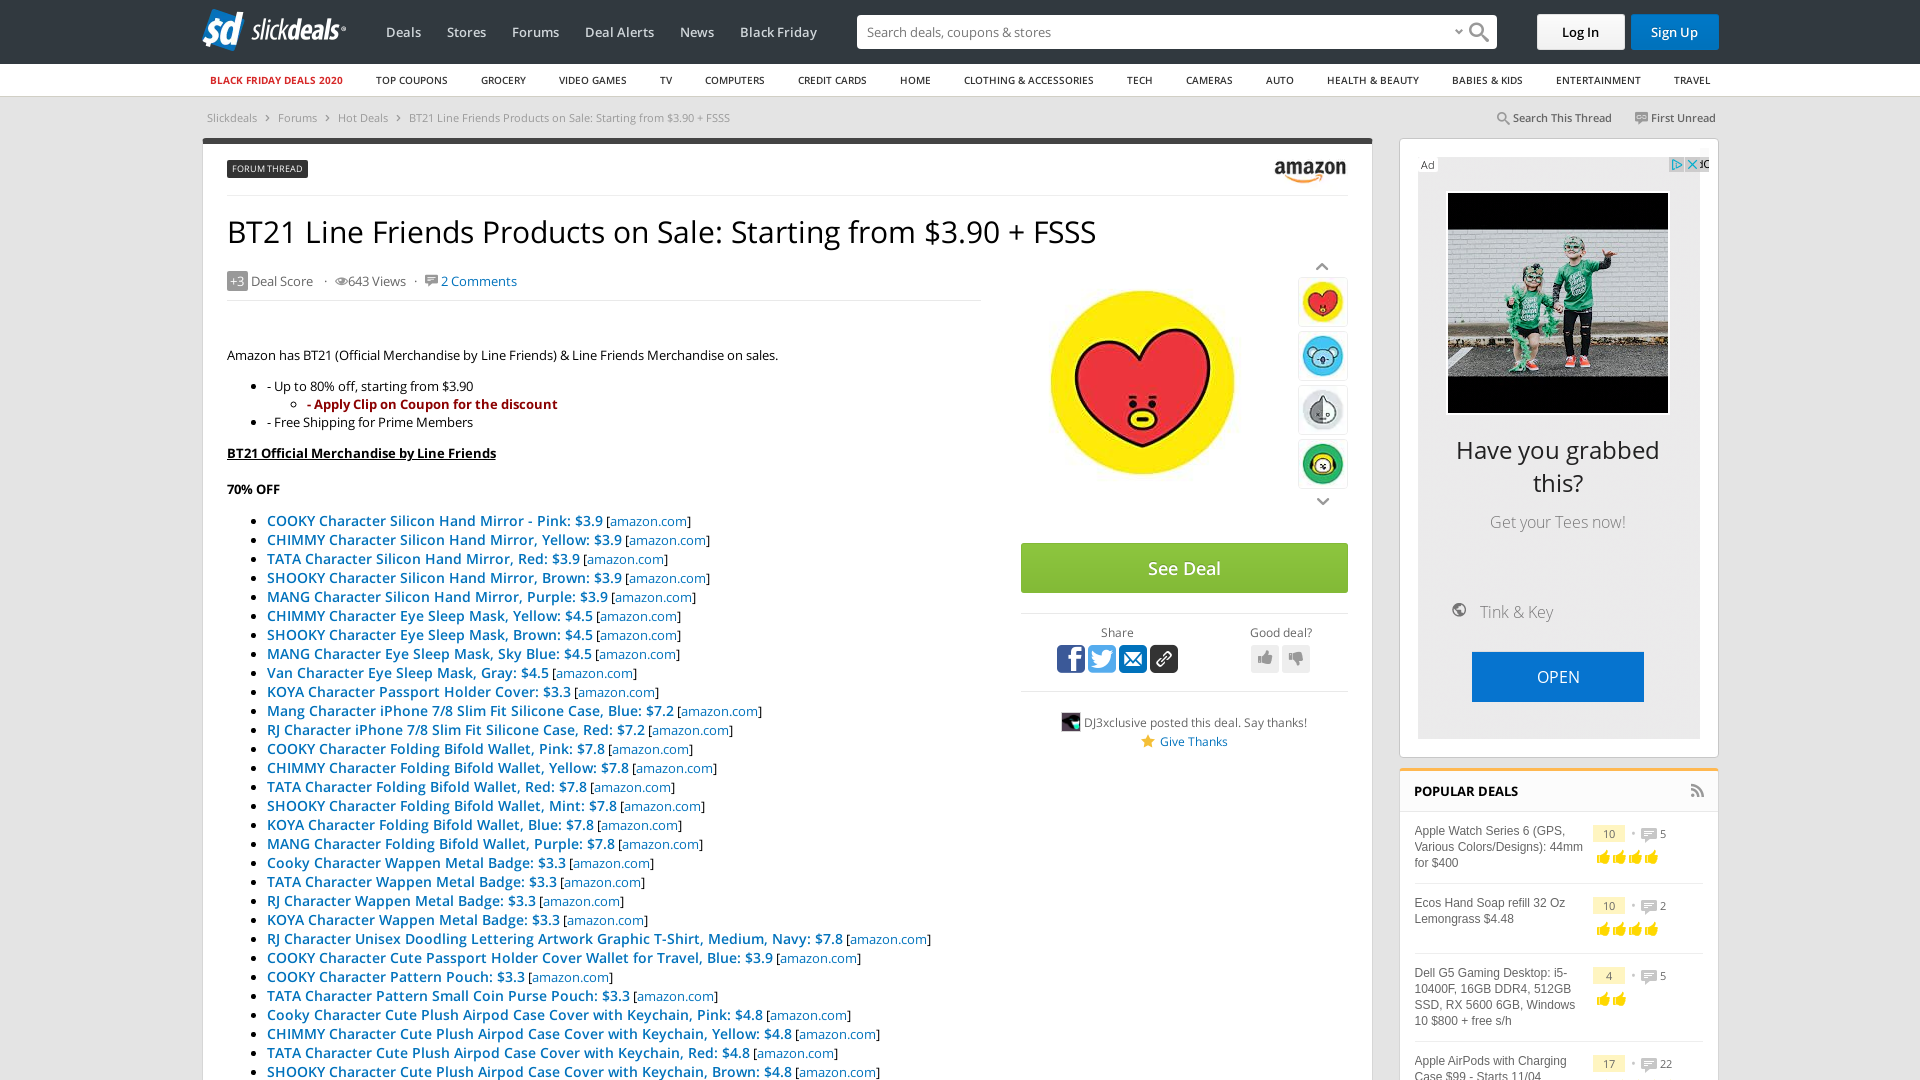 slickdeals
Deals Stores Forums Deal Alerts News Black Friday
Search deals, coupons & stores
Log In Sign Up
BLACK FRIDAY DEALS 2020 TOP COUPONS GROCERY VIDEO GAMES TV COMPUTERS CREDIT CARDS HOME CLOTHING & ACCESSORIES TECH CAMERAS AUTO HEALTH & BEAUTY BABIES & KIDS ENTERTAINMENT TRAVEL
Slickdeals > Forums > Hot Deals > BT21 Line Friends Products on Sale: Starting from $3.90 + FSSS
Search This Thread First Unread
FORUM THREAD
amazon
BT21 Line Friends Products on Sale: Starting from $3.90 + FSSS
+3 Deal Score · 643 Views · 2 Comments
Amazon has BT21 (Official Merchandise by Line Friends) & Line Friends Merchandise on sales.
- Up to 80% off, starting from $3.90
- Apply Clip on Coupon for the discount
- Free Shipping for Prime Members
BT21 Official Merchandise by Line Friends
70% OFF
COOKY Character Silicon Hand Mirror - Pink: $3.9 [amazon.com]
CHIMMY Character Silicon Hand Mirror, Yellow: $3.9 [amazon.com]
TATA Character Silicon Hand Mirror, Red: $3.9 [amazon.com]
SHOOKY Character Silicon Hand Mirror, Brown: $3.9 [amazon.com]
MANG Character Silicon Hand Mirror, Purple: $3.9 [amazon.com]
CHIMMY Character Eye Sleep Mask, Yellow: $4.5 [amazon.com]
SHOOKY Character Eye Sleep Mask, Brown: $4.5 [amazon.com]
MANG Character Eye Sleep Mask, Sky Blue: $4.5 [amazon.com]
Van Character Eye Sleep Mask, Gray: $4.5 [amazon.com]
KOYA Character Passport Holder Cover: $3.3 [amazon.com]
Mang Character iPhone 7/8 Slim Fit Silicone Case, Blue: $7.2 [amazon.com]
RJ Character iPhone 7/8 Slim Fit Silicone Case, Red: $7.2 [amazon.com]
COOKY Character Folding Bifold Wallet, Pink: $7.8 [amazon.com]
CHIMMY Character Folding Bifold Wallet, Yellow: $7.8 [amazon.com]
TATA Character Folding Bifold Wallet, Red: $7.8 [amazon.com]
SHOOKY Character Folding Bifold Wallet, Mint: $7.8 [amazon.com]
KOYA Character Folding Bifold Wallet, Blue: $7.8 [amazon.com]
MANG Character Folding Bifold Wallet, Purple: $7.8 [amazon.com]
Cooky Character Wappen Metal Badge: $3.3 [amazon.com]
TATA Character Wappen Metal Badge: $3.3 [amazon.com]
RJ Character Wappen Metal Badge: $3.3 [amazon.com]
KOYA Character Wappen Metal Badge: $3.3 [amazon.com]
RJ Character Unisex Doodling Lettering Artwork Graphic T-Shirt, Medium, Navy: $7.8 [amazon.com]
COOKY Character Cute Passport Holder Cover Wallet for Travel, Blue: $3.9 [amazon.com]
COOKY Character Pattern Pouch: $3.3 [amazon.com]
TATA Character Pattern Small Coin Purse Pouch: $3.3 [amazon.com]
Cooky Character Cute Plush Airpod Case Cover with Keychain, Pink: $4.8 [amazon.com]
CHIMMY Character Cute Plush Airpod Case Cover with Keychain, Yellow: $4.8 [amazon.com]
TATA Character Cute Plush Airpod Case Cover with Keychain, Red: $4.8 [amazon.com]
SHOOKY Character Cute Plush Airpod Case Cover with Keychain, Brown: $4.8 [amazon.com]
See Deal
Share Good deal?
DJ3xclusive posted this deal. Say thanks!
Give Thanks
Ad
Have you grabbed
this?
Get your Tees now!
Tink & Key
OPEN
POPULAR DEALS
Apple Watch Series 6 (GPS,
Various Colors/Designs): 44mm
for $400
10 • 5
Ecos Hand Soap refill 32 Oz
Lemongrass $4.48
10 • 2
Dell G5 Gaming Desktop: i5-
10400F, 16GB DDR4, 512GB
SSD, RX 5600 6GB, Windows
10 $800 + free s/h
4 • 5
Apple AirPods with Charging
Case $99 - Starts 11/04
17 • 22